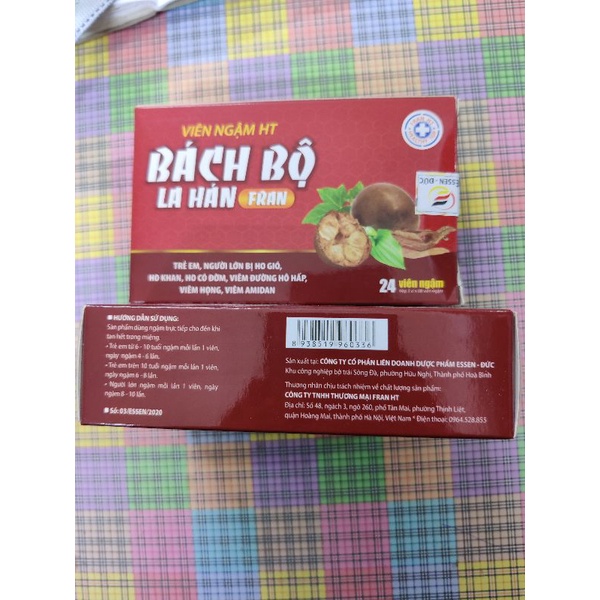 VIÊN NGẬM HT
BÁCH BỘ
LA HÁN FRAN
ESSEN - ĐỨC
TRẺ EM, NGƯỜI LỚN BỊ HO GIÓ,
HO KHAN, HO CÓ ĐỜM, VIÊM ĐƯỜNG HÔ HẤP,
VIÊM HỌNG, VIÊM AMIDAN
24 viên ngậm
HƯỚNG DẪN SỬ DỤNG:
Sản phẩm dùng ngậm trực tiếp cho đến khi
tan hết trong miệng
- Trẻ em từ 6 - 10 tuổi ngậm mỗi lần 1 viên,
ngày ngậm 4 - 6 lần.
- Trẻ em trên 10 tuổi ngậm mỗi lần 1 viên,
ngày ngậm 6 - 8 lần.
- Người lớn ngậm mỗi lần 1 viên, ngày
ngậm 8 - 10 lần.
Số: 03/ESSEN/2020
8 938519 960336
Sản xuất tại: CÔNG TY CỔ PHẦN LIÊN DOANH DƯỢC PHẨM ESSEN - ĐỨC
Khu công nghiệp bờ trái Sông Đà, phường Hữu Nghị, Thành phố Hoà Bình
Thương nhân chịu trách nhiệm về chất lượng sản phẩm:
CÔNG TY TNHH THƯƠNG MẠI FRAN HT
Địa chỉ: Số 48, ngách 3, ngõ 260, phố Tân Mai, phường Thịnh Liệt,
quận Hoàng Mai, thành phố Hà Nội, Việt Nam * Điện thoại: 0964.528.855